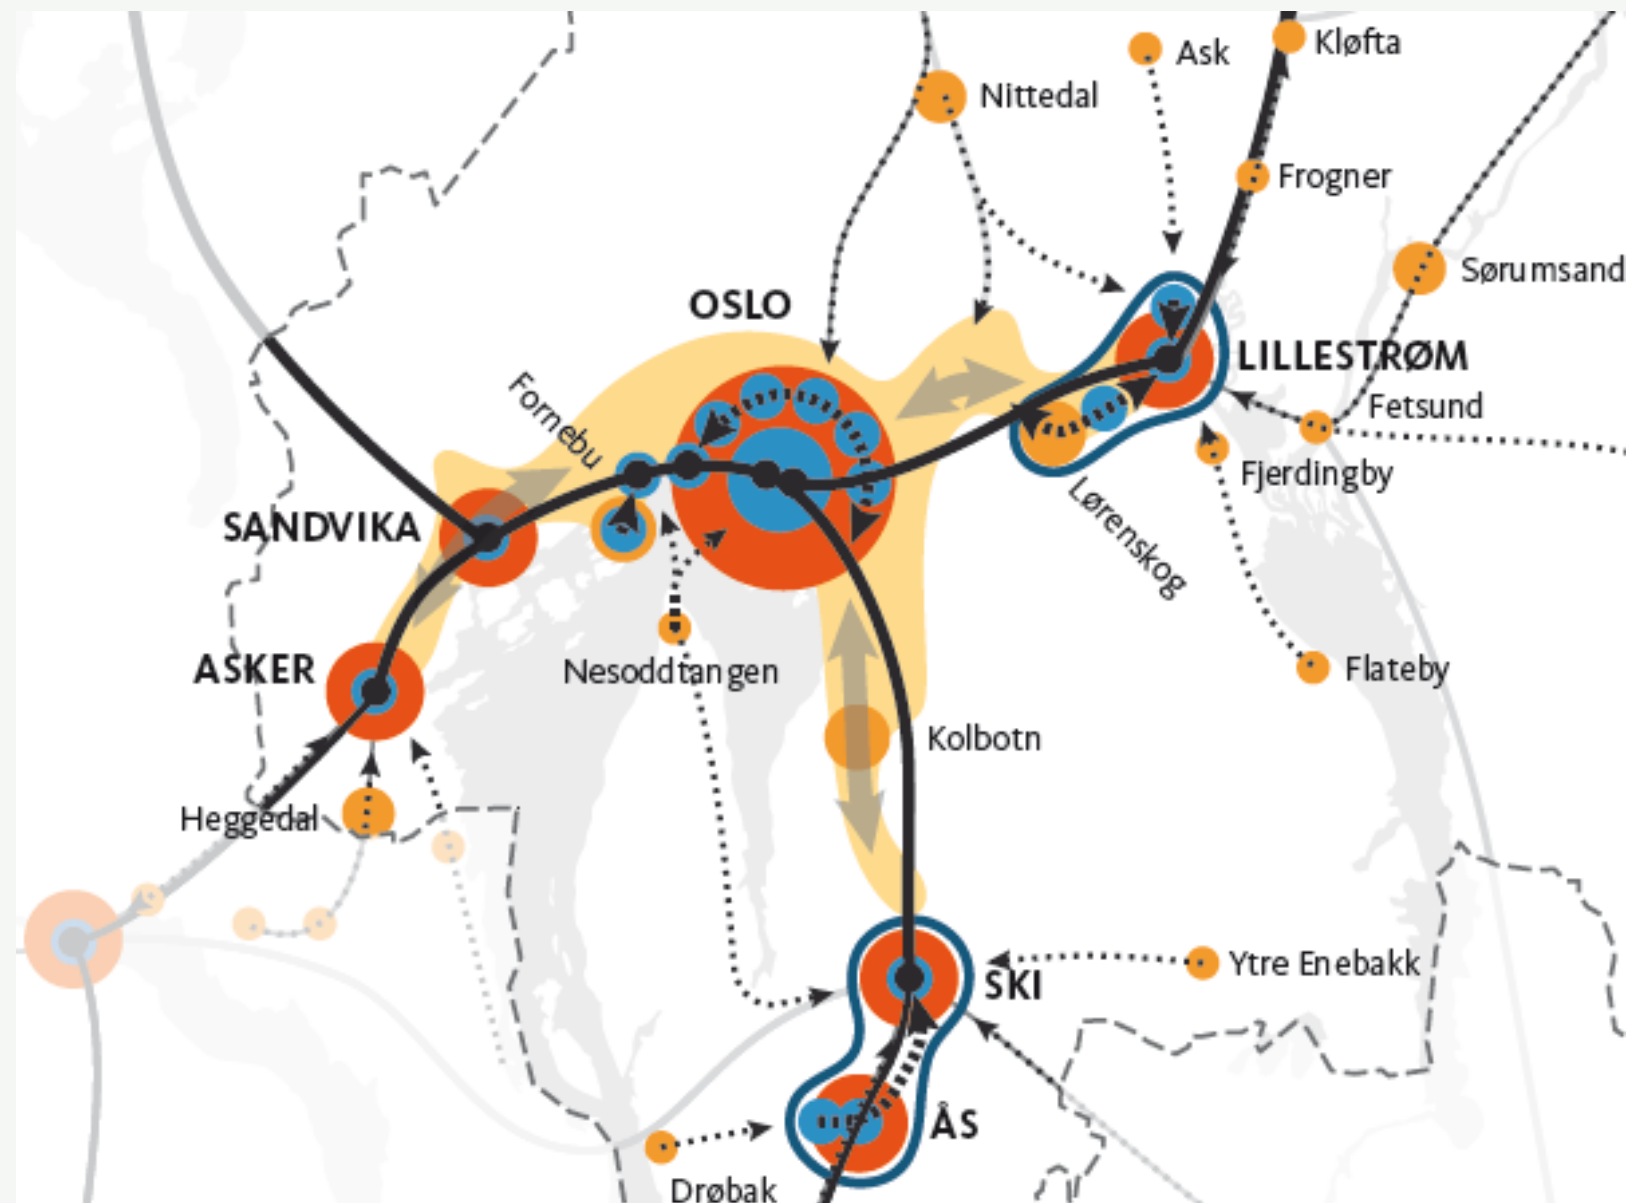 Kløfta
Ask
Nittedal
Frogner
Sørumsand
OSLO
LILLESTRØM
Fornebu
Fetsund
Fjerdingby
SANDVIKA
Lørenskog
ASKER
Nesoddtangen
Flateby
Kolbotn
Heggedal
Ytre Enebakk
SKI
ÅS
Drøbak